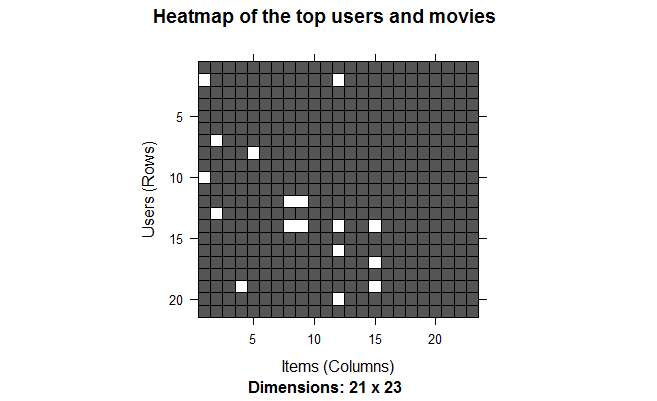 Heatmap of the top users and movies
Users (Rows)
5
10
15
20
5 10 15 20
Items (Columns)
Dimensions: 21 x 23